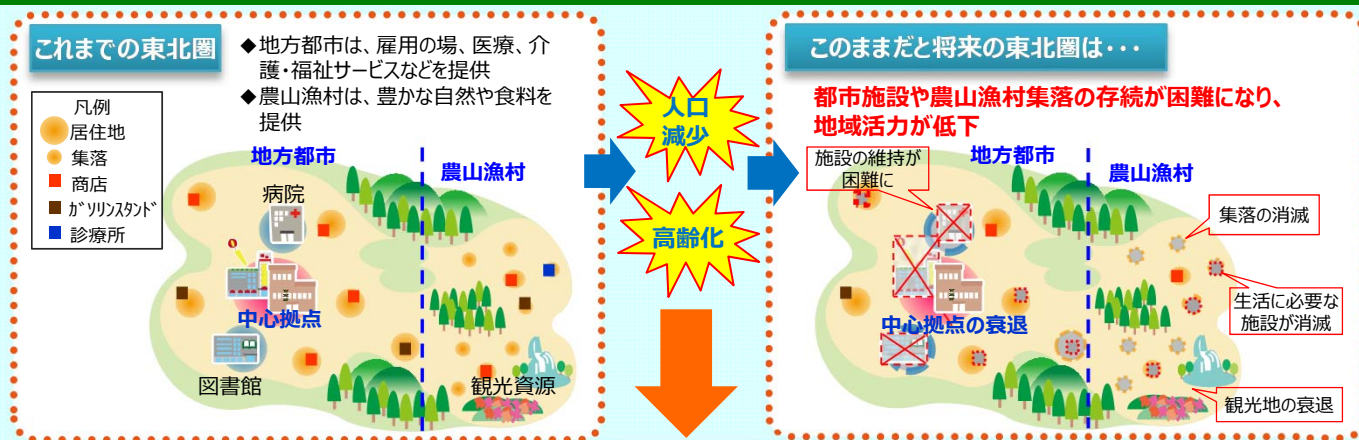 これまでの東北圏
◆地方都市は、雇用の場、医療、介
護・福祉サービスなどを提供
◆農山漁村は、豊かな自然や食料を
提供
凡例
居住地
集落
商店
ｶﾞｿﾘﾝｽﾀﾝﾄﾞ
診療所
地方都市
農山漁村
病院
中心拠点
図書館
観光資源
人口
減少
高齢化
このままだと将来の東北圏は・・・
都市施設や農山漁村集落の存続が困難になり、
地域活力が低下
施設の維持が
困難に
地方都市
農山漁村
集落の消滅
生活に必要な
施設が消滅
中心拠点の衰退
観光地の衰退